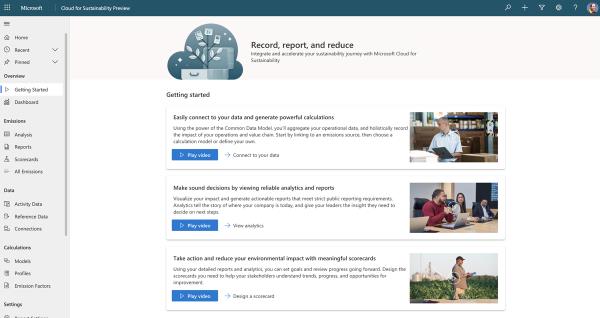 Microsoft
Cloud for Sustainability Preview
Home
Recent
Pinned
Overview
Getting Started
Dashboard
Emissions
Analysis
Reports
Scorecards
All Emissions
Data
Activity Data
Reference Data
Connections
Calculations
Models
Profiles
Emission Factors
Settings
Record, report, and reduce
Integrate and accelerate your sustainability journey with Microsoft Cloud for
Sustainability
Getting started
Easily connect to your data and generate powerful calculations
Using the power of the Common Data Model, you'll aggregate your operational data, and holistically record
the impact of your operations and value chain. Start by linking to an emissions source, then choose a
calculation model or define your own.
Play video
Connect to your data
Make sound decisions by viewing reliable analytics and reports
Visualize your impact and generate actionable reports that meet strict public reporting requirements.
Analytics tell the story of where your company is today, and give your leaders the insight they need to
decide on next steps.
Play video
View analytics
Take action and reduce your environmental impact with meaningful scorecards
Using your detailed reports and analytics, you can set goals and review progress going forward. Design the
scorecards you need to help your stakeholders understand trends, progress, and opportunities for
improvement.
Play video
Design a scorecard